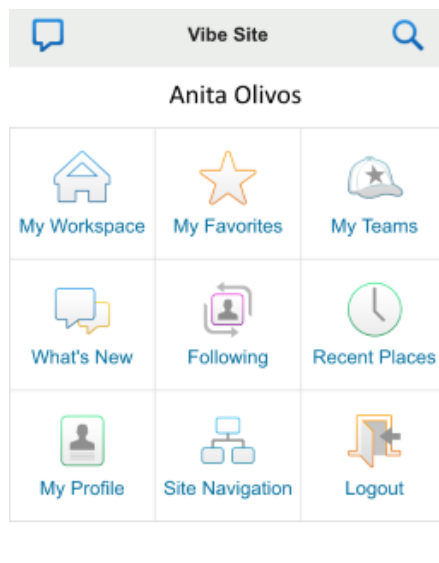 Vibe Site
Anita Olivos
My Workspace
My Favorites
My Teams
What's New
Following
Recent Places
My Profile
Site Navigation
Logout